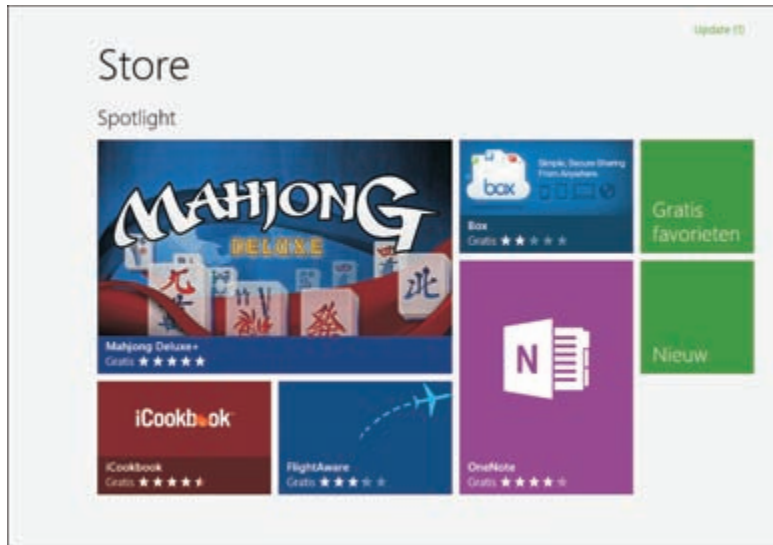 Update (1)
Store
Spotlight
MAHJONG
DELUXE
Mahjong Deluxe+
Gratis
box
Simple, Secure Sharing
From Anywhere.
Box
Gratis
Gratis
favorieten
Nieuw
iCookbook
iCookbook
Gratis
FlightAware
Gratis
N
OneNote
Gratis